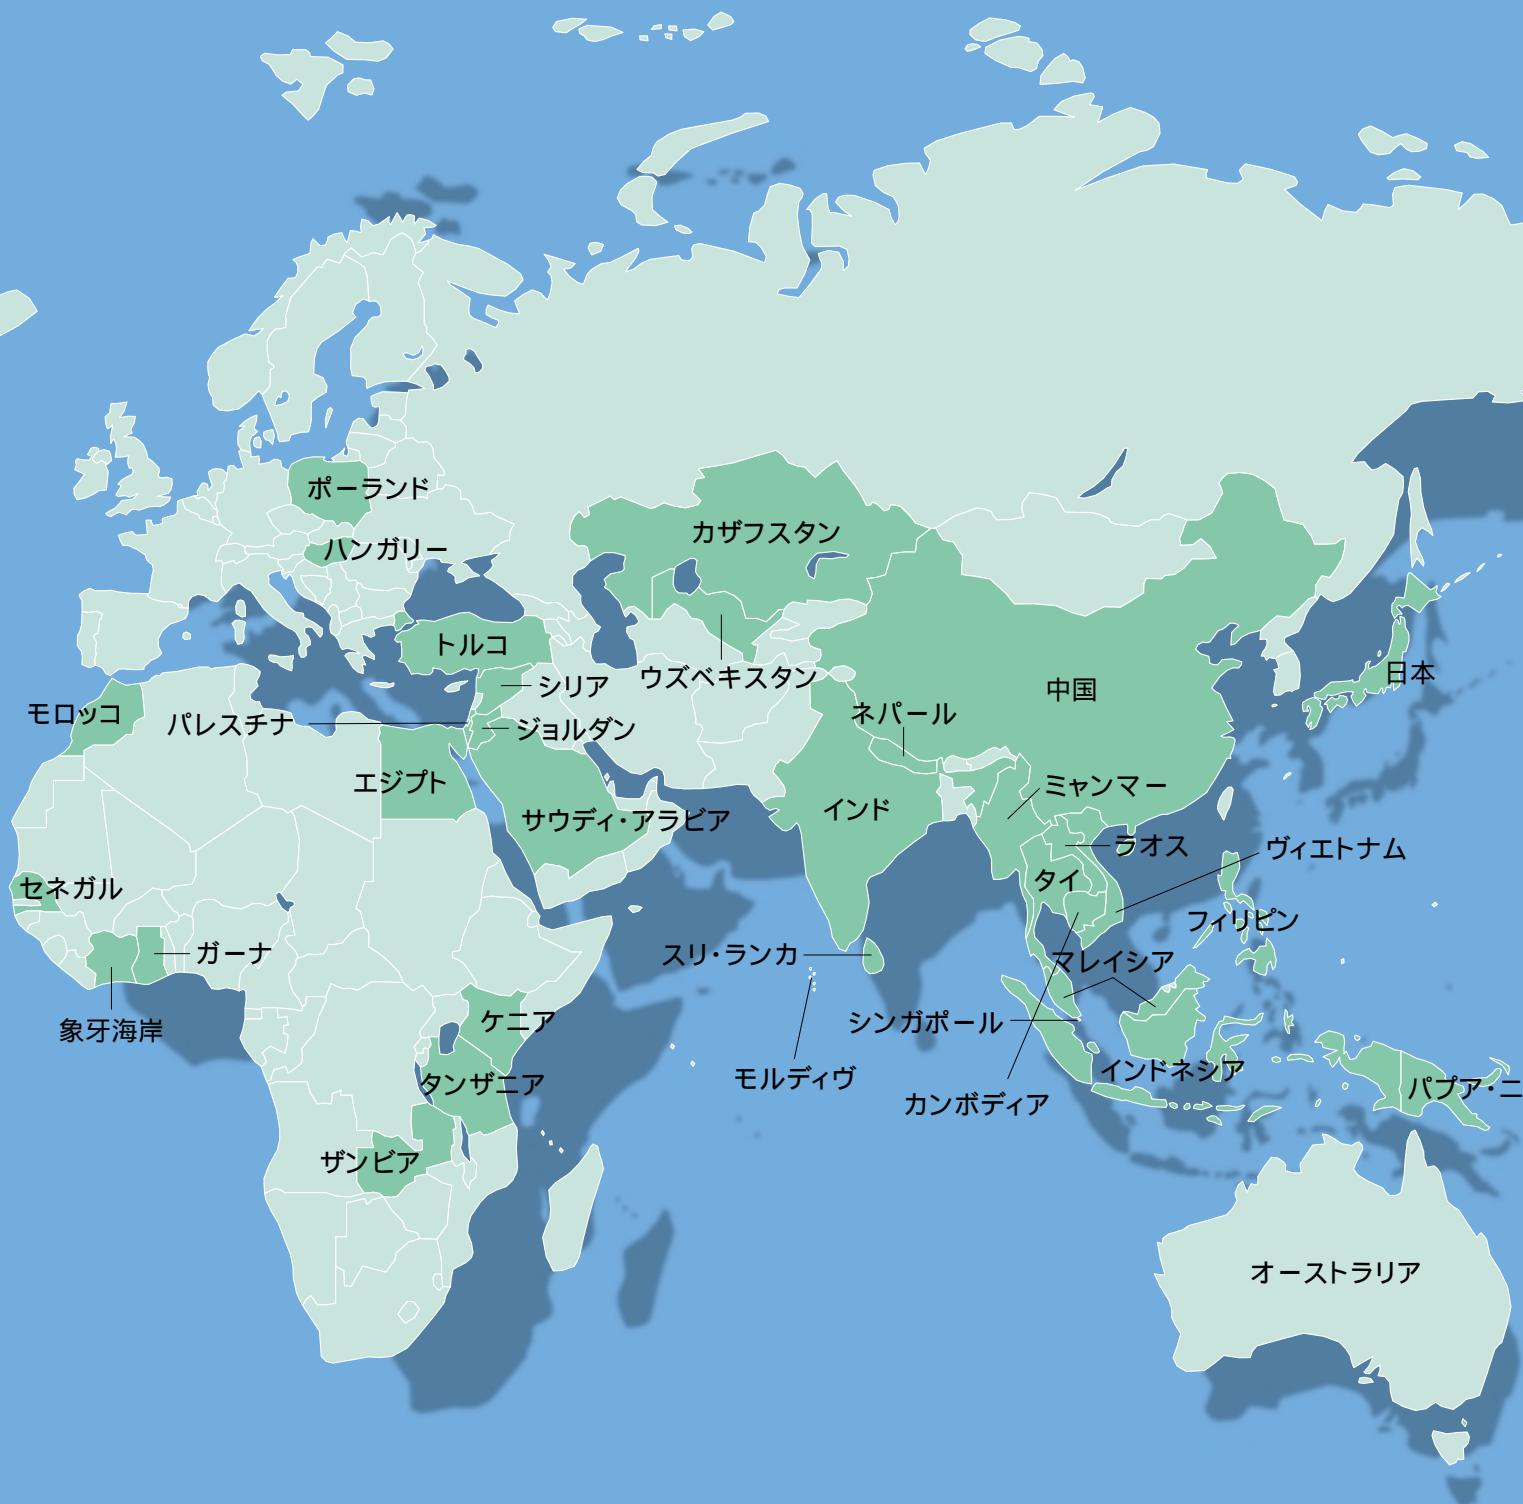 ポーランド
カザフスタン
ハンガリー
トルコ
ウズベキスタン
シリア
日本
中国
モロッコ
パレスチナ
ジョルダン
ネパール
エジプト
ミャンマー
インド
サウディ・アラビア
ラオス
ヴィエトナム
タイ
セネガル
フィリピン
ガーナ
スリ・ランカ
マレイシア
象牙海岸
ケニア
シンガポール
モルディヴ
インドネシア
タンザニア
パプア・ニ
カンボディア
ザンビア
オーストラリア